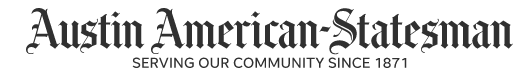 Austin American-Statesman
SERVING OUR COMMUNITY SINCE 1871